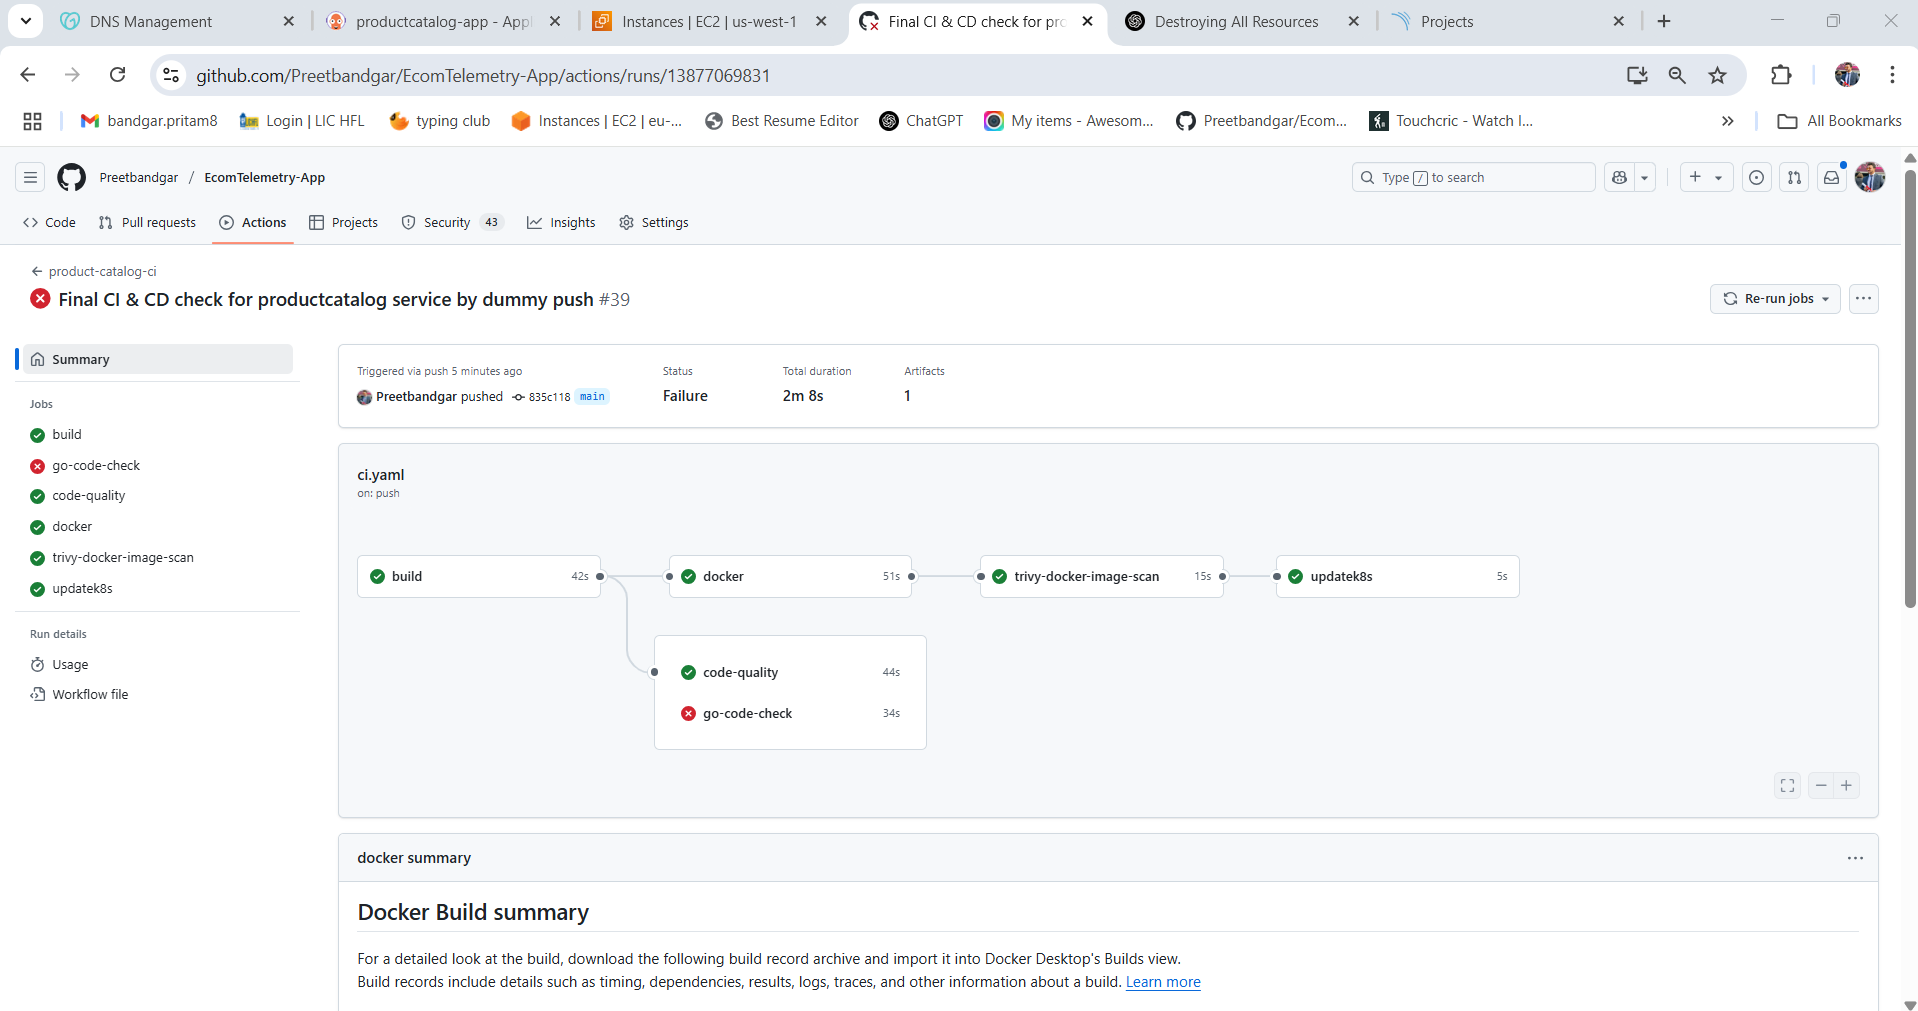 DNS Management
productcatalog-app - Appl
Instances | EC2 | us-west-1
Final CI & CD check for pro
Destroying All Resources
Projects
github.com/Preetbandgar/EcomTelemetry-App/actions/runs/13877069831
bandgar.pritam8
Login | LIC HFL
typing club
Instances | EC2 | eu-...
Best Resume Editor
ChatGPT
My items - Awesom...
Preetbandgar/Ecom...
Touchcric - Watch l...
All Bookmarks
Preetbandgar / EcomTelemetry-App
Type / to search
Code
Pull requests
Actions
Projects
Security 43
Insights
Settings
product-catalog-ci
Final CI & CD check for productcatalog service by dummy push #39
Re-run jobs
Summary
Jobs
build
go-code-check
code-quality
docker
trivy-docker-image-scan
updatek8s
Run details
Usage
Workflow file
Triggered via push 5 minutes ago
Preetbandgar pushed 835c118 main
Status
Failure
Total duration
2m 8s
Artifacts
1
ci.yaml
on: push
build 42s
docker 51s
trivy-docker-image-scan 15s
updatek8s 5s
code-quality 44s
go-code-check 34s
docker summary
Docker Build summary
For a detailed look at the build, download the following build record archive and import it into Docker Desktop's Builds view.
Build records include details such as timing, dependencies, results, logs, traces, and other information about a build. Learn more